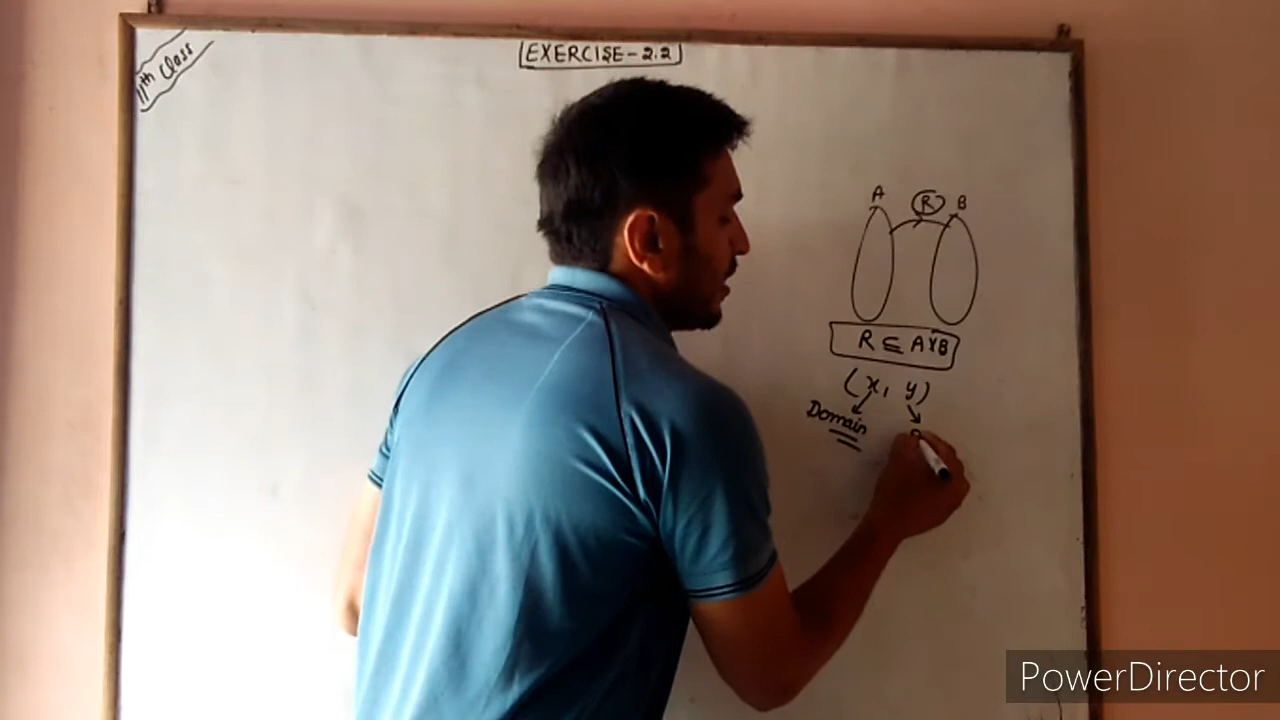 11th Class
EXERCISE-2.2
A R B
R ⊆ A×B
(x, y)
Domain
PowerDirector